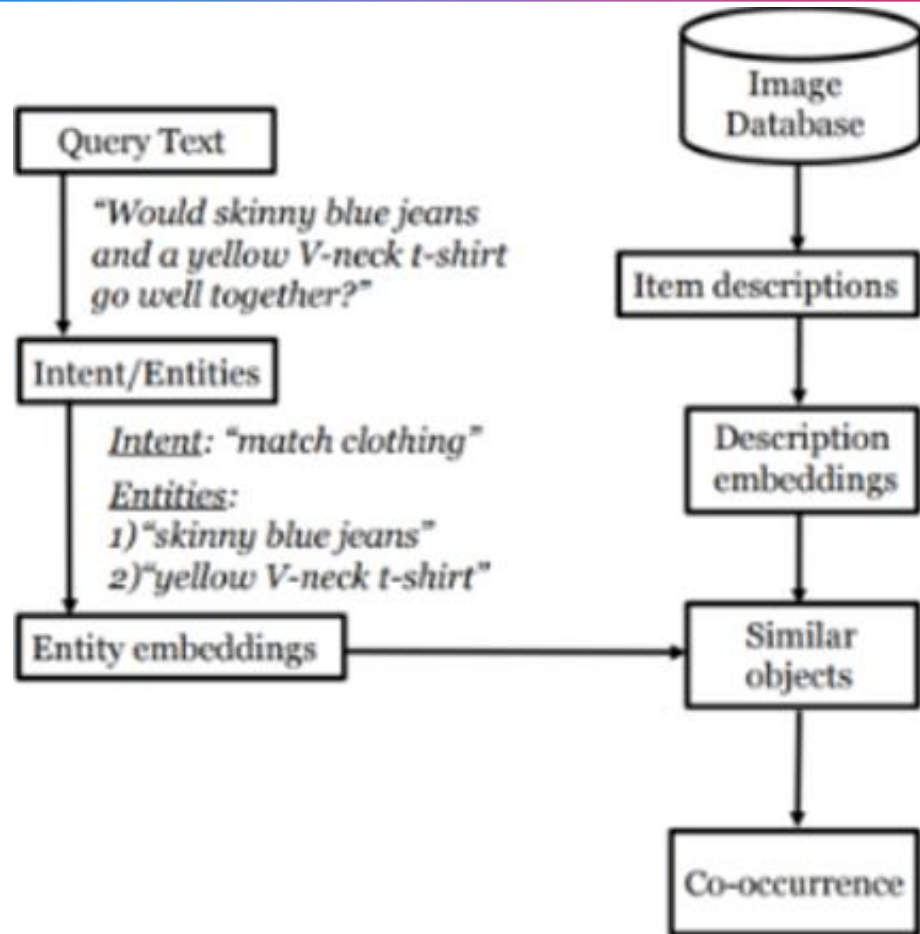 Query Text
“Would skinny blue jeans
and a yellow V-neck t-shirt
go well together?”
Intent/Entities
Intent: “match clothing”
Entities:
1)“skinny blue jeans”
2)“yellow V-neck t-shirt”
Entity embeddings
Image
Database
Item descriptions
Description
embeddings
Similar
objects
Co-occurrence